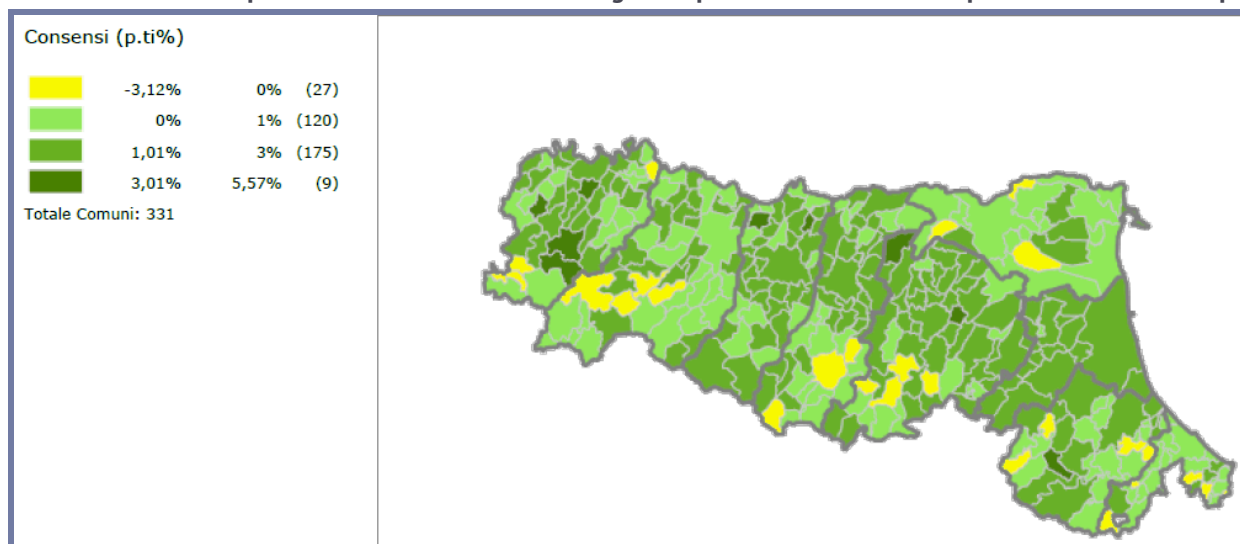 Consensi (p.ti%)
-3,12% 0% (27)
0% 1% (120)
1,01% 3% (175)
3,01% 5,57% (9)
Totale Comuni: 331